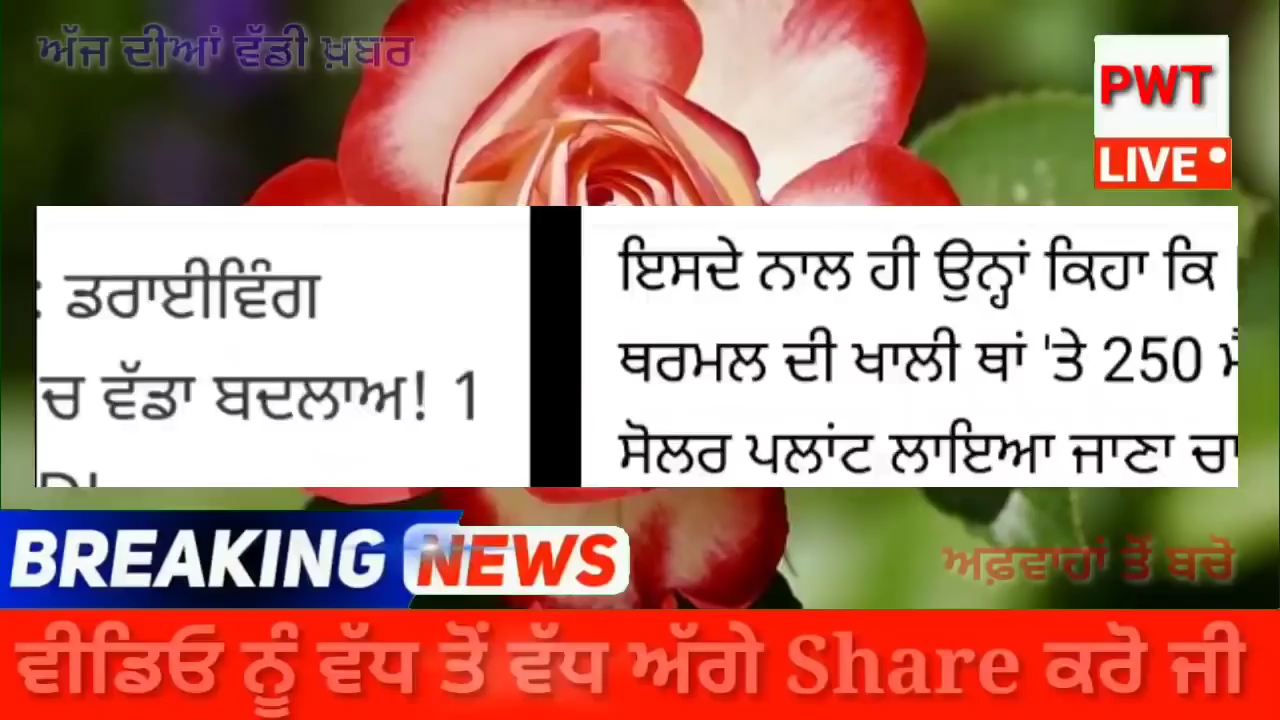 ਅੱਜ ਦੀਆਂ ਵੱਡੀ ਖ਼ਬਰ
PWT
LIVE
: ਡਰਾਈਵਿੰਗ
ਚ ਵੱਡਾ ਬਦਲਾਅ! 1
ਇਸਦੇ ਨਾਲ ਹੀ ਉਨ੍ਹਾਂ ਕਿਹਾ ਕਿ
ਥਰਮਲ ਦੀ ਖਾਲੀ ਥਾਂ 'ਤੇ 250
ਸੋਲਰ ਪਲਾਂਟ ਲਾਇਆ ਜਾਣਾ
BREAKING NEWS
ਅਫ਼ਵਾਹਾਂ ਤੋਂ ਬਚੋ
ਵੀਡਿਓ ਨੂੰ ਵੱਧ ਤੋਂ ਵੱਧ ਅੱਗੇ Share ਕਰੋ ਜੀ